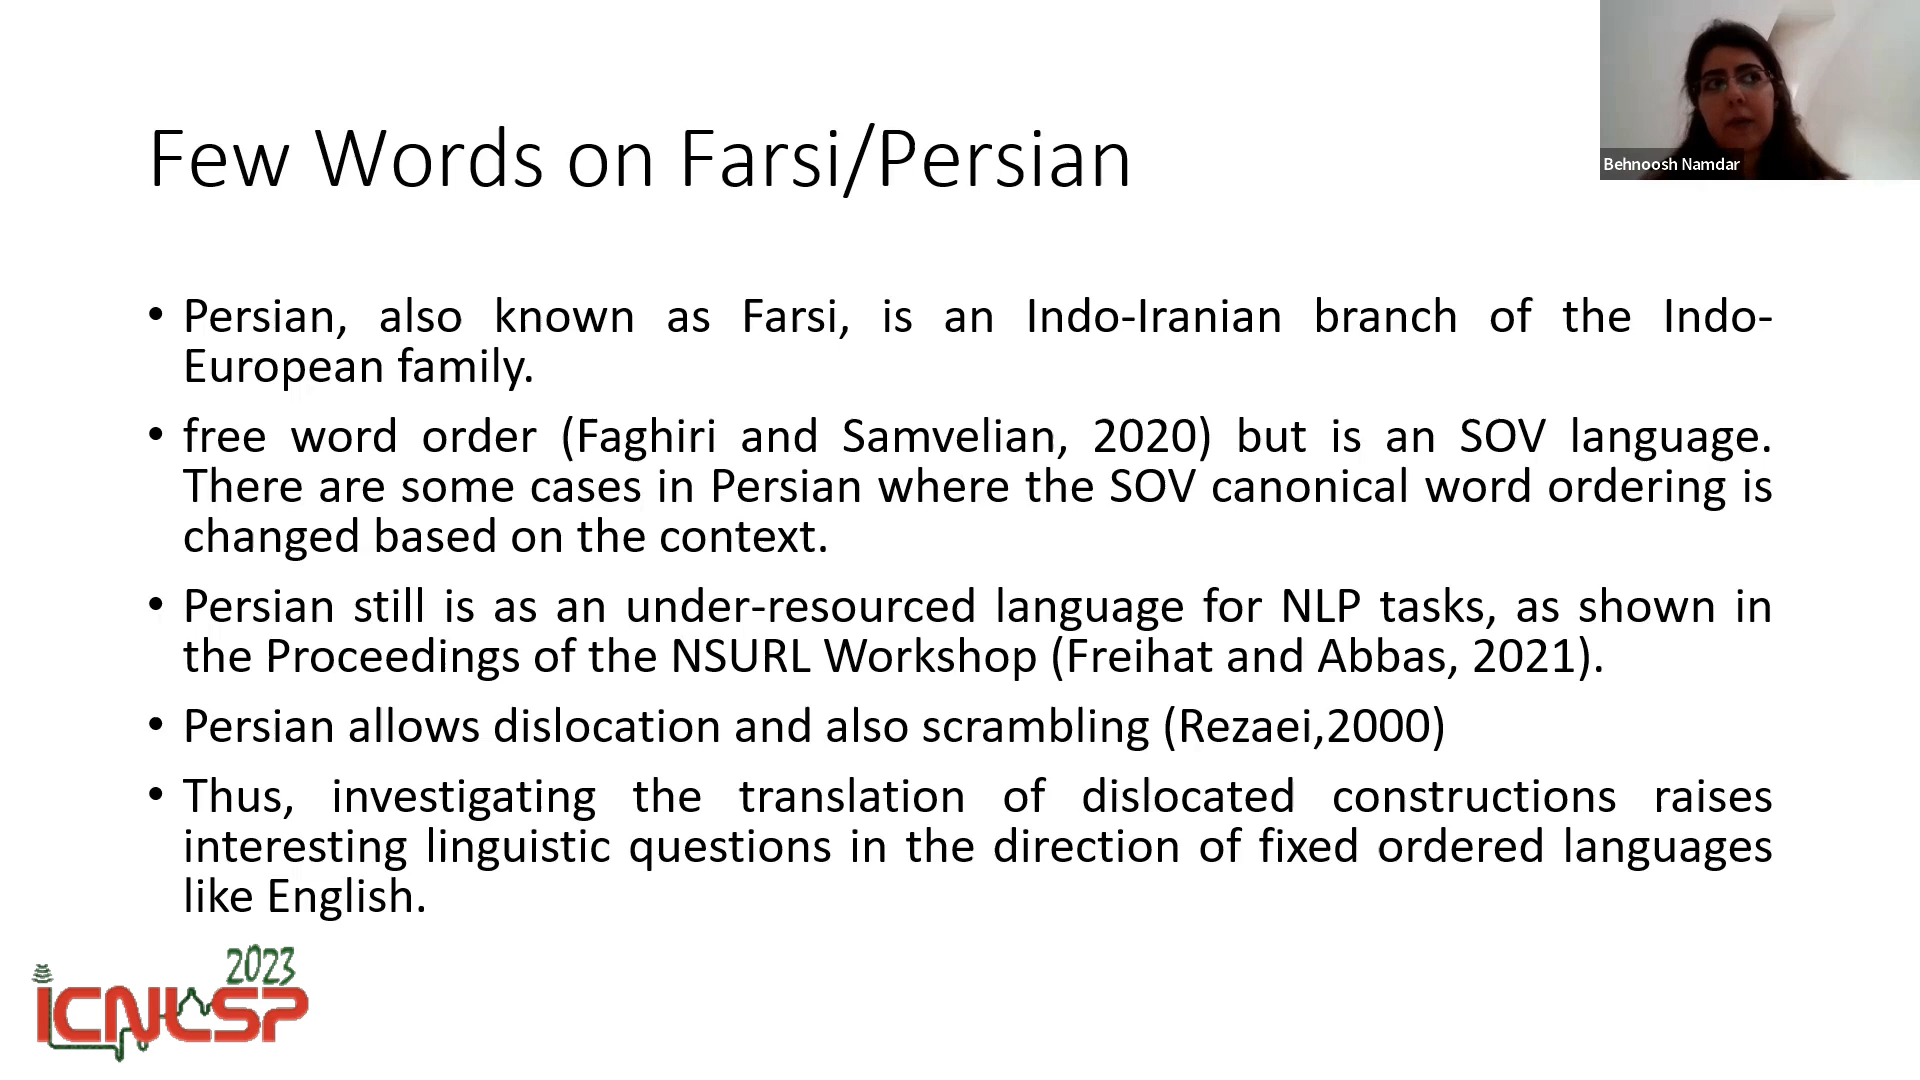 Behnoosh Namdar
Few Words on Farsi/Persian
• Persian, also known as Farsi, is an Indo-Iranian branch of the Indo-
European family.
• free word order (Faghiri and Samvelian, 2020) but is an SOV language.
There are some cases in Persian where the SOV canonical word ordering is
changed based on the context.
• Persian still is as an under-resourced language for NLP tasks, as shown in
the Proceedings of the NSURL Workshop (Freihat and Abbas, 2021).
• Persian allows dislocation and also scrambling (Rezaei,2000)
• Thus, investigating the translation of dislocated constructions raises
interesting linguistic questions in the direction of fixed ordered languages
like English.
2023
ICNLSP